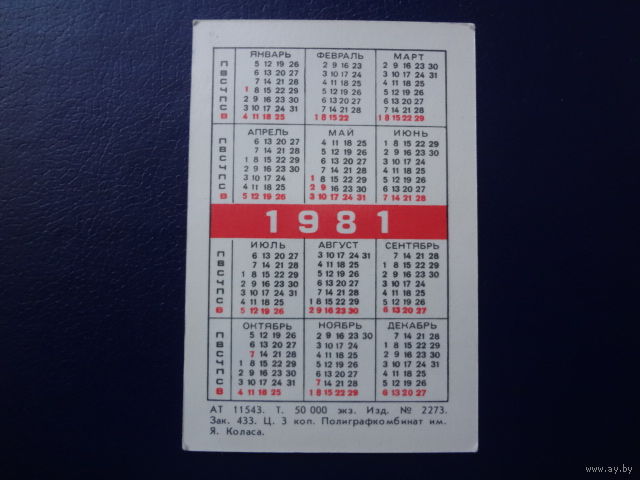 ЯНВАРЬ ФЕВРАЛЬ МАРТ
П 5 12 19 26 2 9 16 23 2 9 16 23 30
В 6 13 20 27 3 10 17 24 3 10 17 24 31
С 7 14 21 28 4 11 18 25 4 11 18 25
Ч 1 8 15 22 29 5 12 19 26 5 12 19 26
П 2 9 16 23 30 6 13 20 27 6 13 20 27
С 3 10 17 24 31 7 14 21 28 7 14 21 28
В 4 11 18 25 1 8 15 22 1 8 15 22 29
АПРЕЛЬ МАЙ ИЮНЬ
П 6 13 20 27 4 11 18 25 1 8 15 22 29
В 7 14 21 28 5 12 19 26 2 9 16 23 30
С 1 8 15 22 29 6 13 20 27 3 10 17 24
Ч 2 9 16 23 30 7 14 21 28 4 11 18 25
П 3 10 17 24 1 8 15 22 29 5 12 19 26
С 4 11 18 25 2 9 16 23 30 6 13 20 27
В 5 12 19 26 3 10 17 24 31 7 14 21 28
1981
ИЮЛЬ АВГУСТ СЕНТЯБРЬ
П 6 13 20 27 3 10 17 24 31 7 14 21 28
В 7 14 21 28 4 11 18 25 1 8 15 22 29
С 1 8 15 22 29 5 12 19 26 2 9 16 23 30
Ч 2 9 16 23 30 6 13 20 27 3 10 17 24
П 3 10 17 24 31 7 14 21 28 4 11 18 25
С 4 11 18 25 1 8 15 22 29 5 12 19 26
В 5 12 19 26 2 9 16 23 30 6 13 20 27
ОКТЯБРЬ НОЯБРЬ ДЕКАБРЬ
П 5 12 19 26 2 9 16 23 30 7 14 21 28
В 6 13 20 27 3 10 17 24 1 8 15 22 29
С 7 14 21 28 4 11 18 25 2 9 16 23 30
Ч 1 8 15 22 29 5 12 19 26 3 10 17 24 31
П 2 9 16 23 30 6 13 20 27 4 11 18 25
С 3 10 17 24 31 7 14 21 28 5 12 19 26
В 4 11 18 25 1 8 15 22 29 6 13 20 27
АТ 11543. Т. 50 000 экз. Изд. № 2273.
Зак. 433. Ц. 3 коп. Полиграфкомбинат им.
Я. Коласа.
www.ay.by